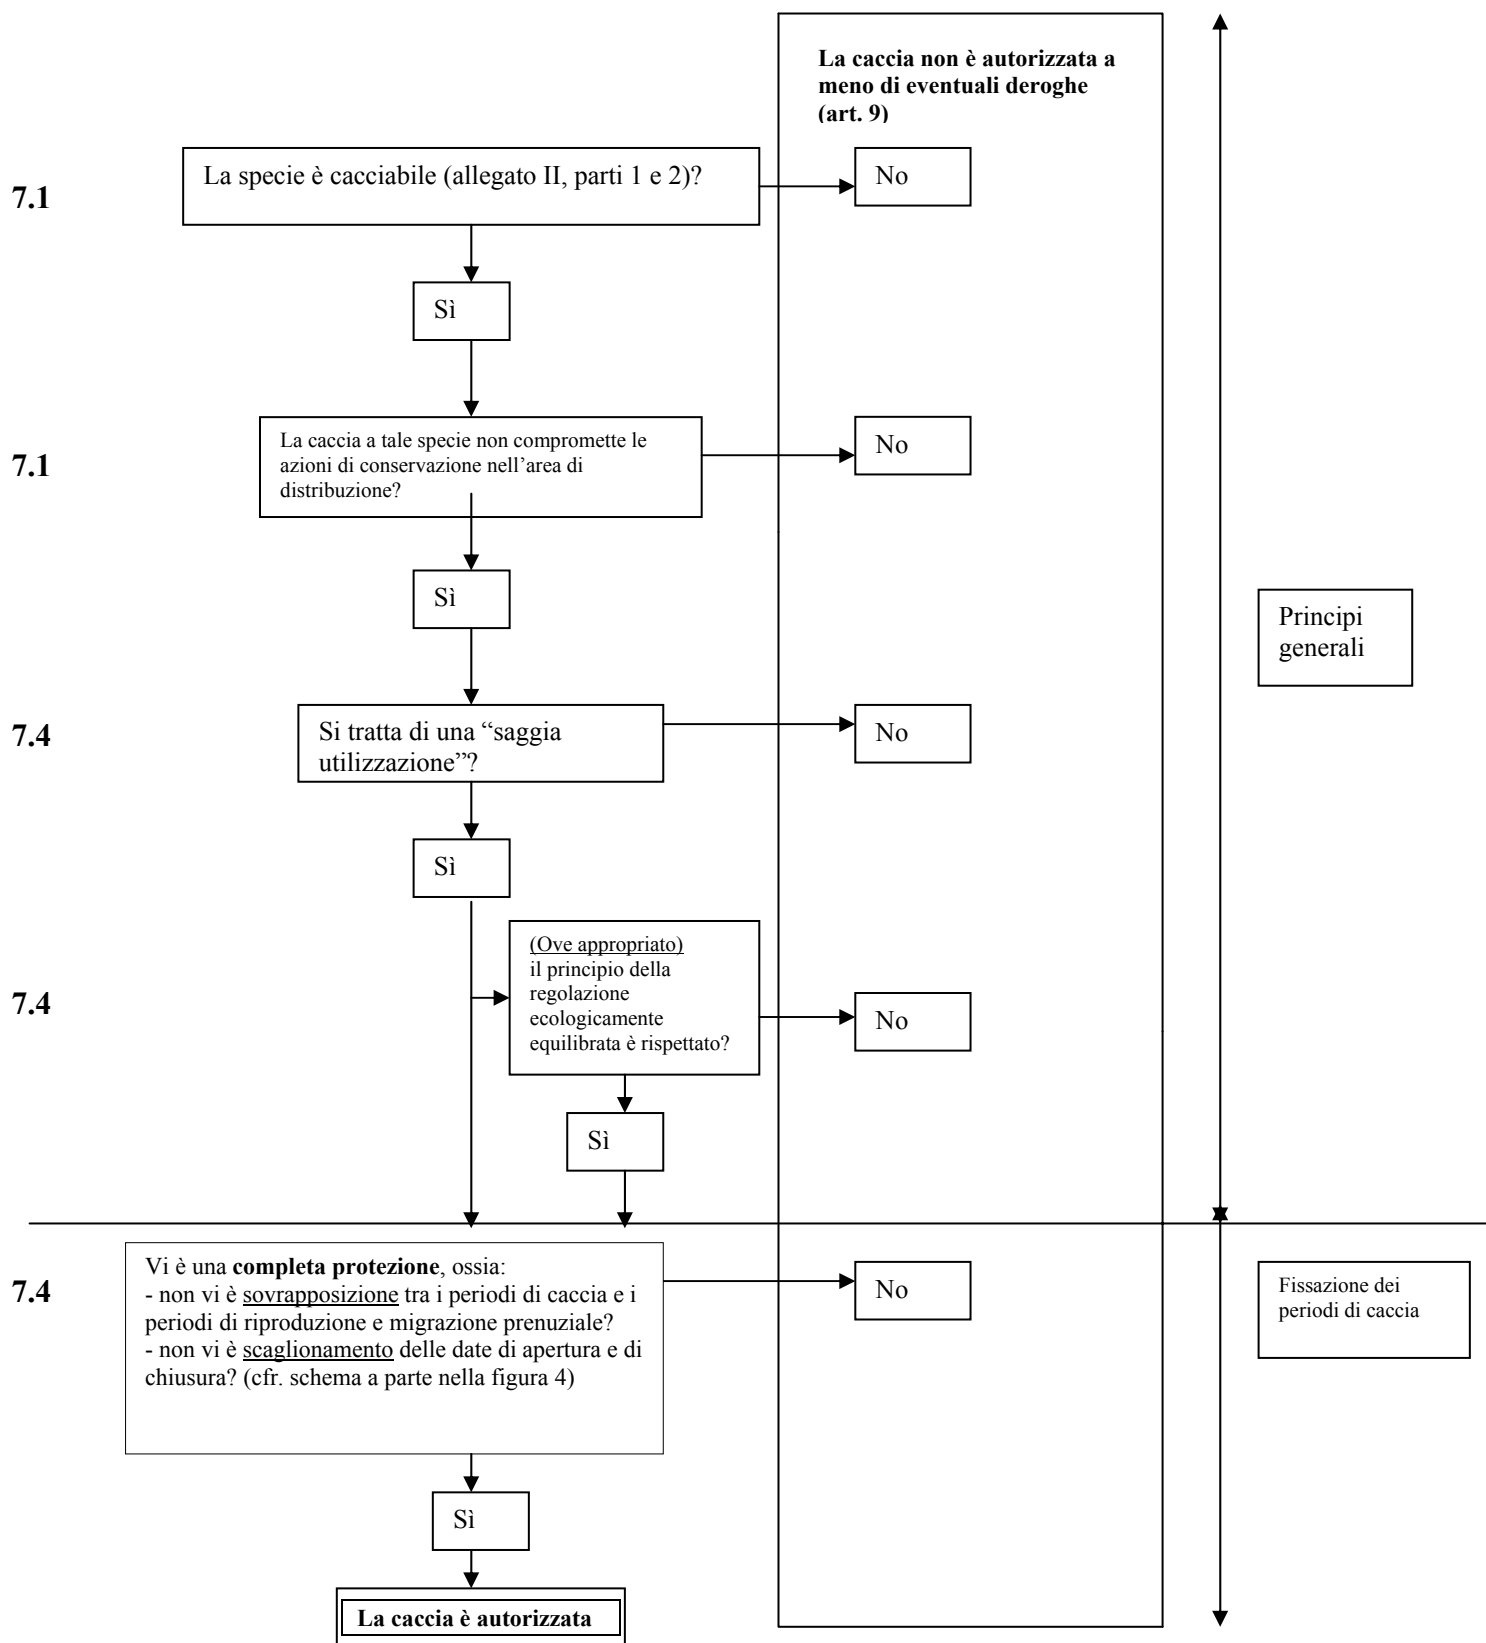 La caccia non è autorizzata a
meno di eventuali deroghe
(art. 9)
7.1
La specie è cacciabile (allegato II, parti 1 e 2)?
No
Sì
7.1
La caccia a tale specie non compromette le
azioni di conservazione nell’area di
distribuzione?
No
Sì
Principi
generali
7.4
Si tratta di una “saggia
utilizzazione”?
No
Sì
7.4
(Ove appropriato)
il principio della
regolazione
ecologicamente
equilibrata è rispettato?
No
Sì
7.4
Vi è una completa protezione, ossia:
- non vi è sovrapposizione tra i periodi di caccia e i
periodi di riproduzione e migrazione prenuziale?
- non vi è scaglionamento delle date di apertura e di
chiusura? (cfr. schema a parte nella figura 4)
No
Fissazione dei
periodi di caccia
Sì
La caccia è autorizzata